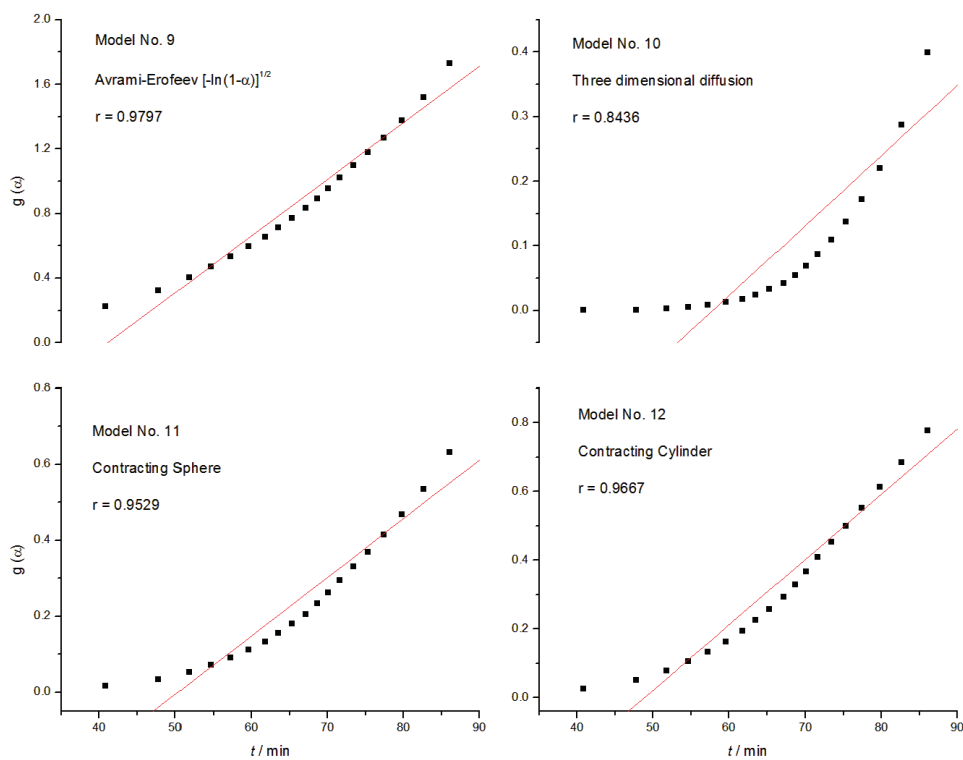 Model No. 9
Avrami-Erofeev [-ln(1-α)]^1/2
r = 0.9797
g (α)
2.0
1.6
1.2
0.8
0.4
0.0
Model No. 10
Three dimensional diffusion
r = 0.8436
0.4
0.3
0.2
0.1
0.0
Model No. 11
Contracting Sphere
r = 0.9529
g (α)
0.8
0.6
0.4
0.2
0.0
40 50 60 70 80 90
t / min
Model No. 12
Contracting Cylinder
r = 0.9667
0.8
0.6
0.4
0.2
0.0
40 50 60 70 80 90
t / min